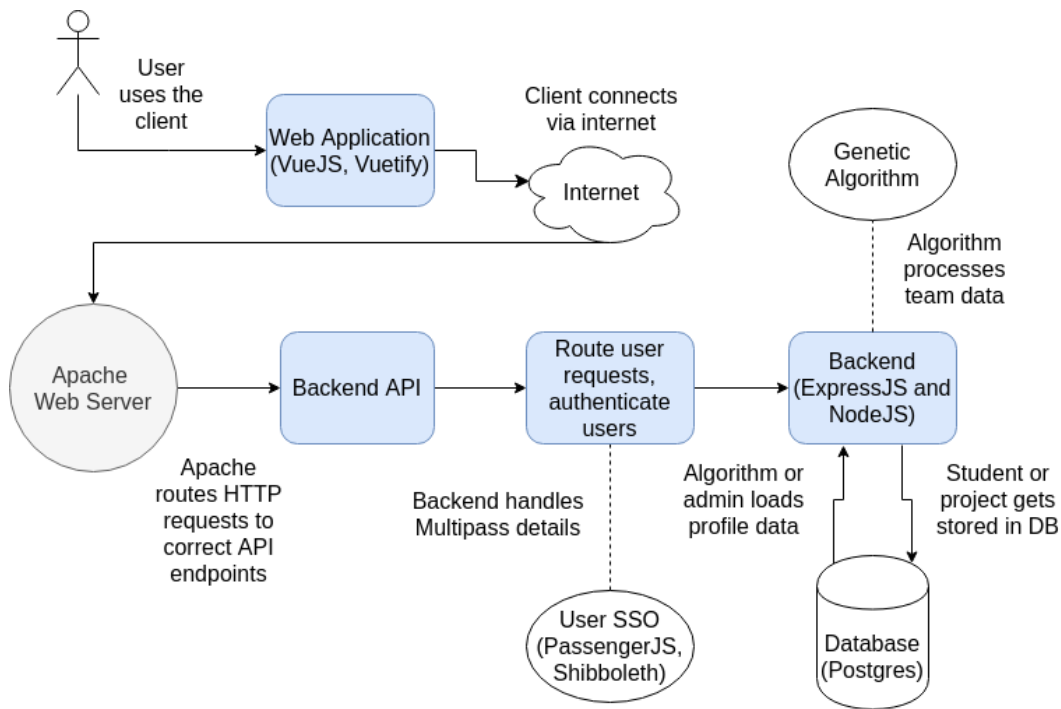 User
uses the
client
Web Application
(VueJS, Vuetify)
Client connects
via internet
Internet
Genetic
Algorithm
Algorithm
processes
team data
Apache
Web Server
Backend API
Route user
requests,
authenticate
users
Backend
(ExpressJS and
NodeJS)
Apache
routes HTTP
requests to
correct API
endpoints
Backend handles
Multipass details
Algorithm or
admin loads
profile data
Student or
project gets
stored in DB
User SSO
(PassengerJS,
Shibboleth)
Database
(Postgres)